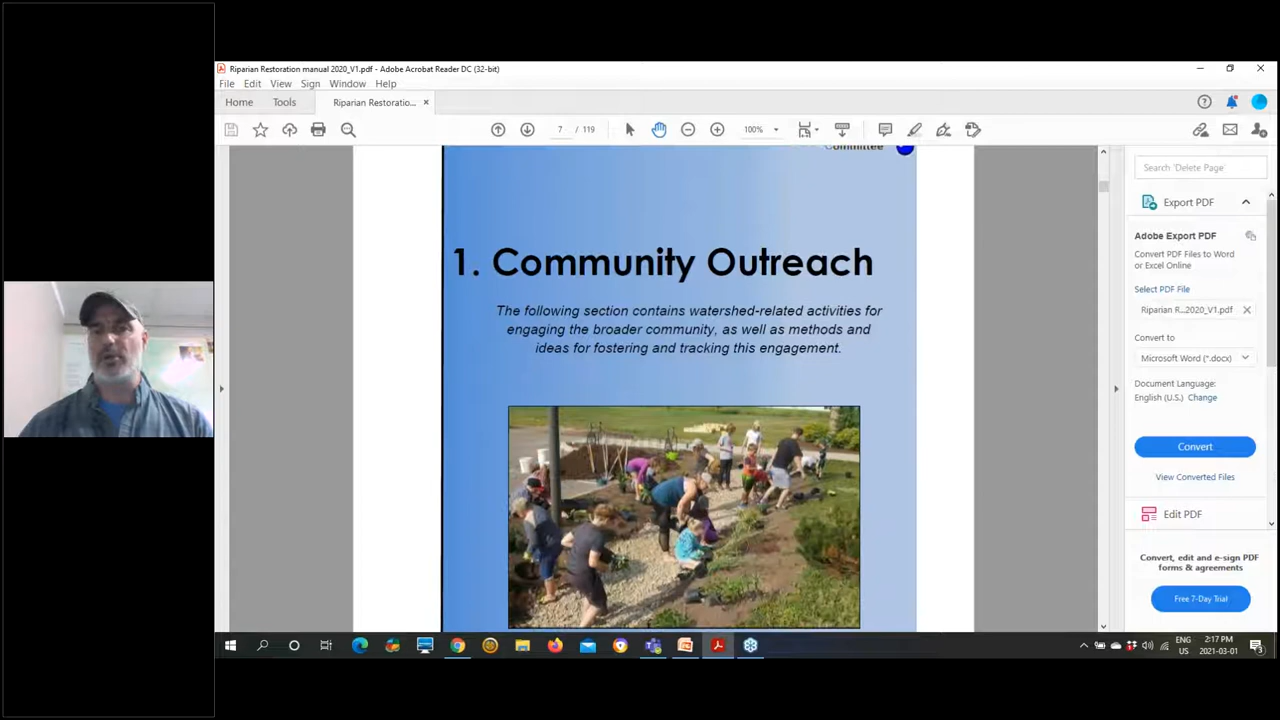 Riparian Restoration manual 2020_V1.pdf - Adobe Acrobat Reader DC (32-bit)
File Edit View Sign Window Help
Home Tools Riparian Restoratio... ×
7 / 119 100%
Committee
1. Community Outreach
The following section contains watershed-related activities for
engaging the broader community, as well as methods and
ideas for fostering and tracking this engagement.
Search 'Delete Page'
Export PDF
Adobe Export PDF
Convert PDF Files to Word
or Excel Online
Select PDF File
Riparian R...2020_V1.pdf ×
Convert to
Microsoft Word (*.docx)
Document Language:
English (U.S.) Change
Convert
View Converted Files
Edit PDF
Convert, edit and e-sign PDF
forms & agreements
Free 7-Day Trial
ENG
US
2:17 PM
2021-03-01
3